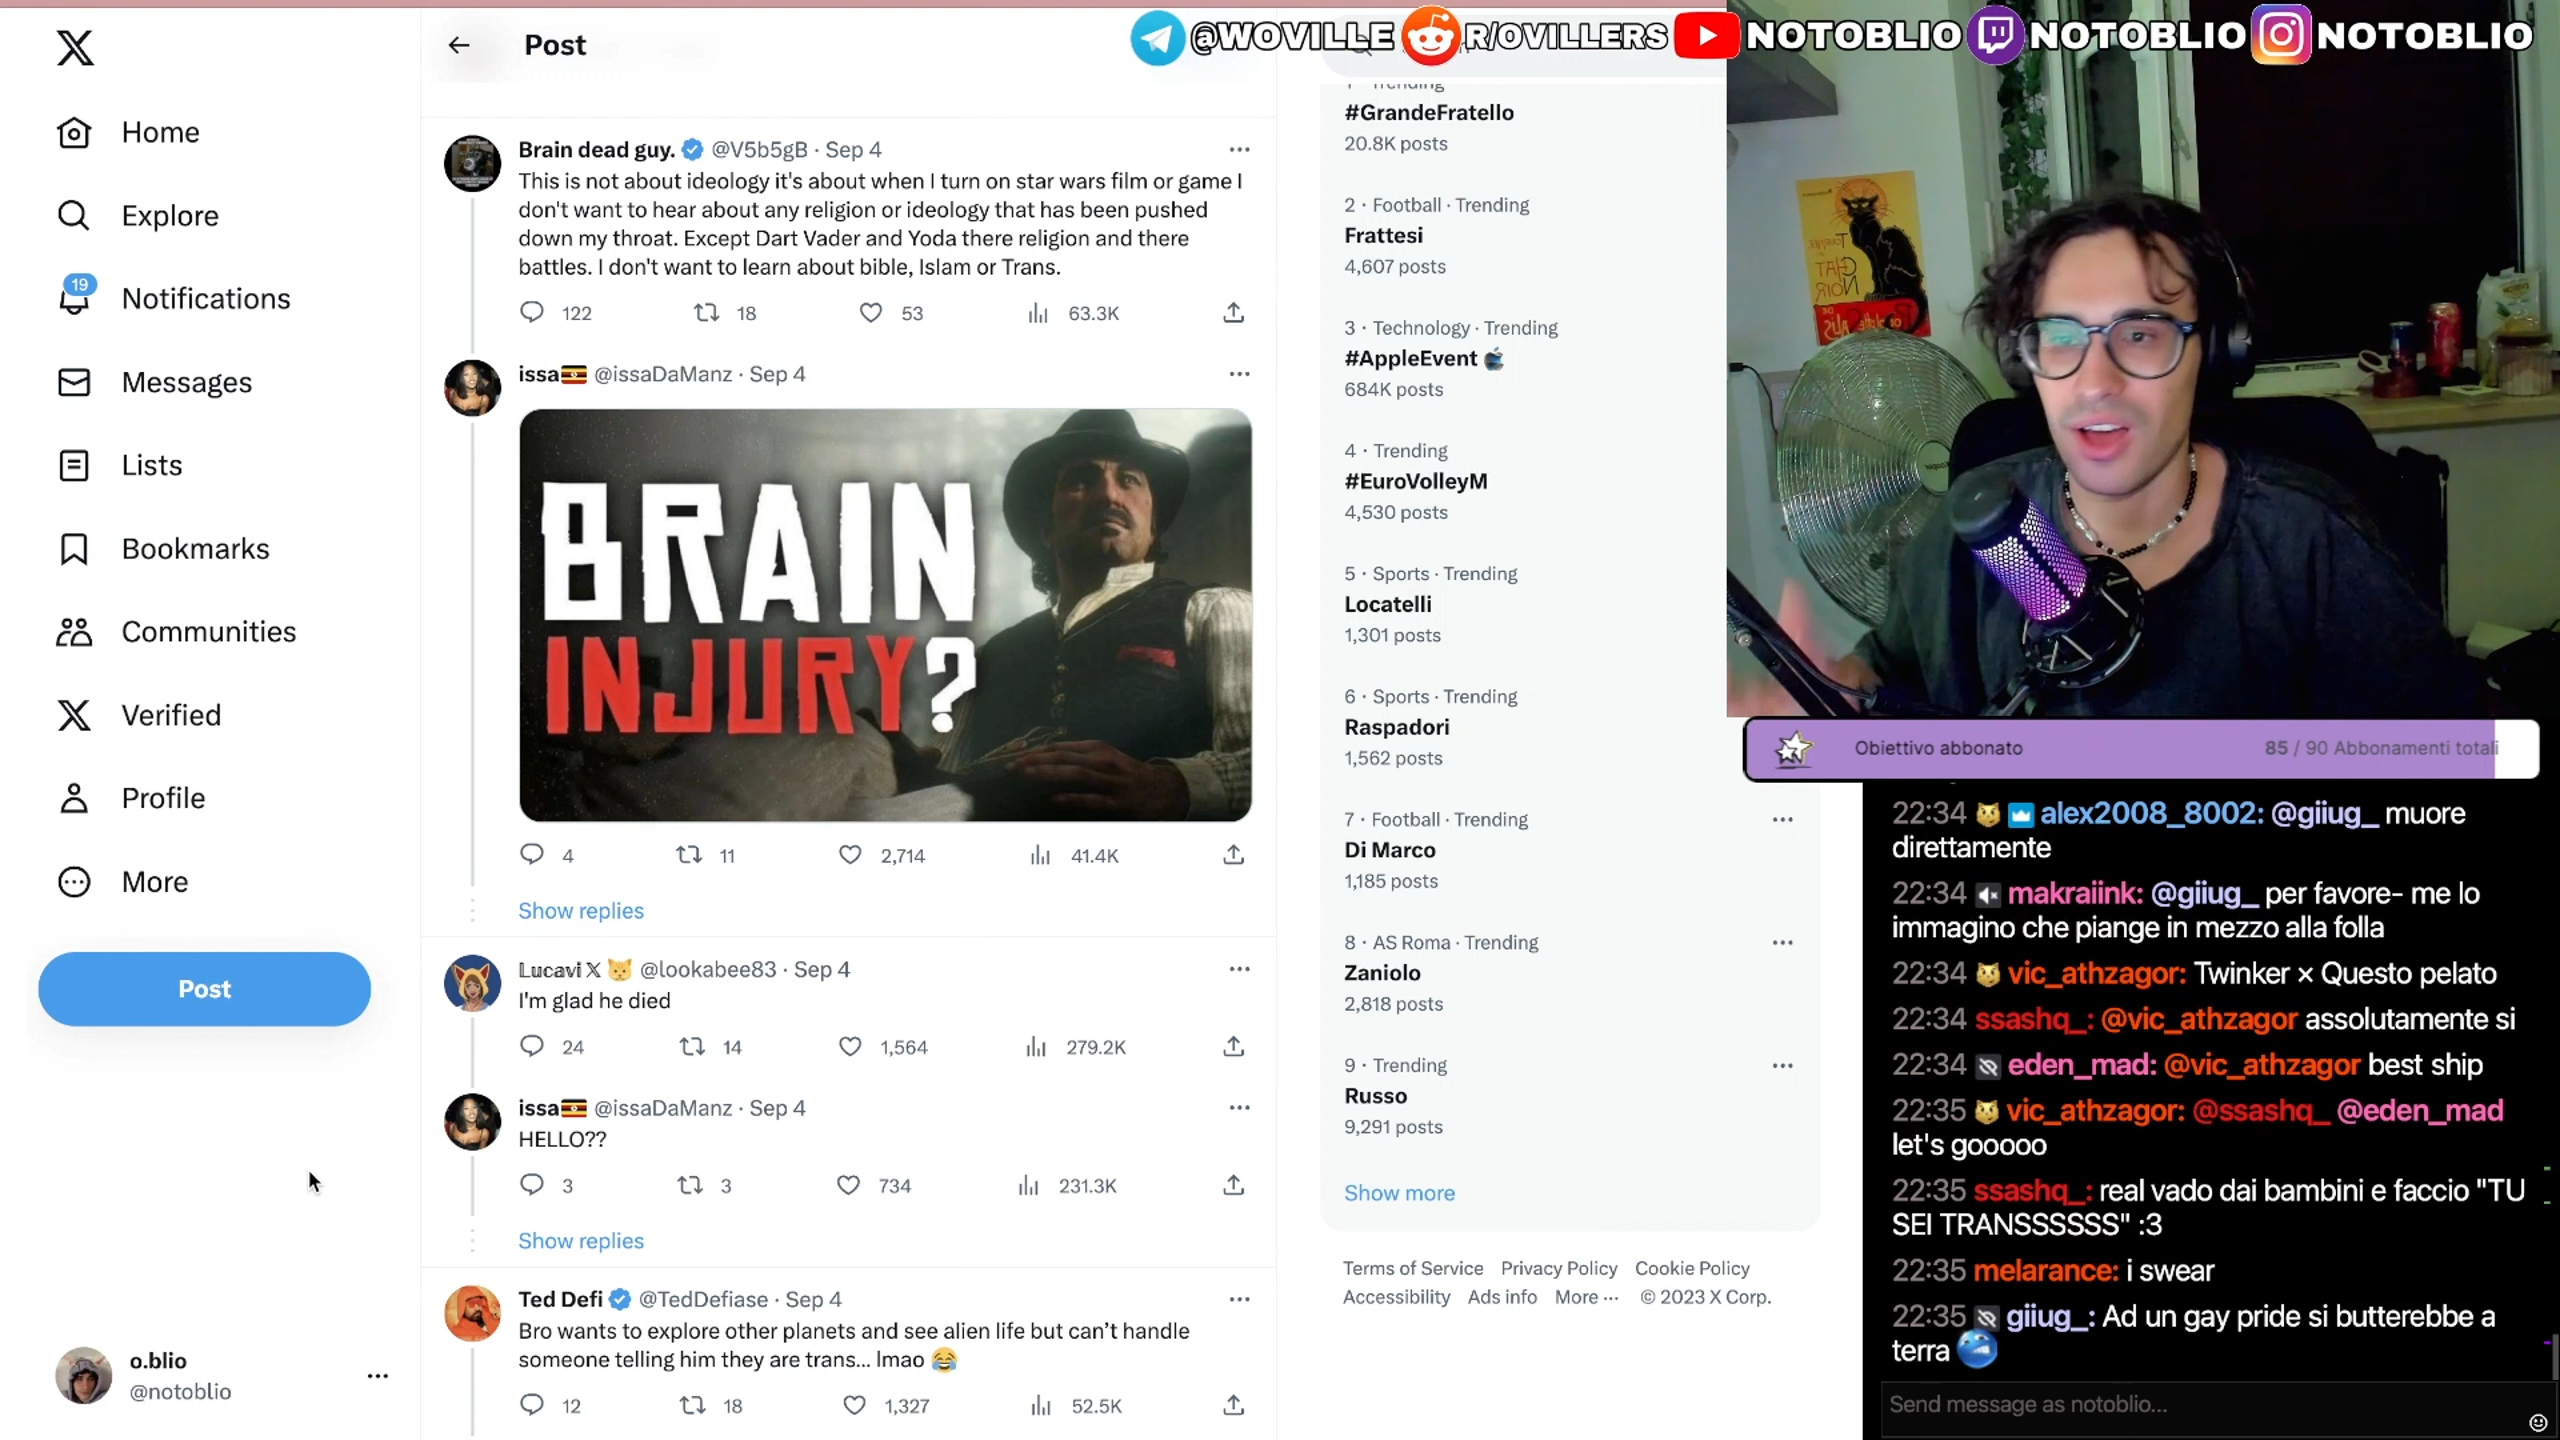 @WOVILLE R/OVILLERS NOTOBLIO NOTOBLIO NOTOBLIO
Post
Home
Explore
19
Notifications
Messages
Lists
Bookmarks
Communities
Verified
Profile
More
Post
o.blio
@notoblio
Brain dead guy. @V5b5gB · Sep 4
This is not about ideology it's about when I turn on star wars film or game I
don't want to hear about any religion or ideology that has been pushed
down my throat. Except Dart Vader and Yoda there religion and there
battles. I don't want to learn about bible, Islam or Trans.
122 18 53 63.3K
issa @issaDaManz · Sep 4
BRAIN
INJURY?
4 11 2,714 41.4K
Show replies
Lucavi X @lookabee83 · Sep 4
I'm glad he died
24 14 1,564 279.2K
issa @issaDaManz · Sep 4
HELLO??
3 3 734 231.3K
Show replies
Ted Defi @TedDefiase · Sep 4
Bro wants to explore other planets and see alien life but can't handle
someone telling him they are trans... lmao
12 18 1,327 52.5K
1 · Trending
#GrandeFratello
20.8K posts
2 · Football · Trending
Frattesi
4,607 posts
3 · Technology · Trending
#AppleEvent
684K posts
4 · Trending
#EuroVolleyM
4,530 posts
5 · Sports · Trending
Locatelli
1,301 posts
6 · Sports · Trending
Raspadori
1,562 posts
7 · Football · Trending
Di Marco
1,185 posts
8 · AS Roma · Trending
Zaniolo
2,818 posts
9 · Trending
Russo
9,291 posts
Show more
Terms of Service Privacy Policy Cookie Policy
Accessibility Ads info More ··· © 2023 X Corp.
Obiettivo abbonato 85 / 90 Abbonamenti totali
22:34 alex2008_8002: @giiug_ muore
direttamente
22:34 makraiink: @giiug_ per favore- me lo
immagino che piange in mezzo alla folla
22:34 vic_athzagor: Twinker × Questo pelato
22:34 ssashq_: @vic_athzagor assolutamente si
22:34 eden_mad: @vic_athzagor best ship
22:35 vic_athzagor: @ssashq_ @eden_mad
let's gooooo
22:35 ssashq_: real vado dai bambini e faccio "TU
SEI TRANSSSSSS" :3
22:35 melarance: i swear
22:35 giiug_: Ad un gay pride si butterebbe a
terra
Send message as notoblio...